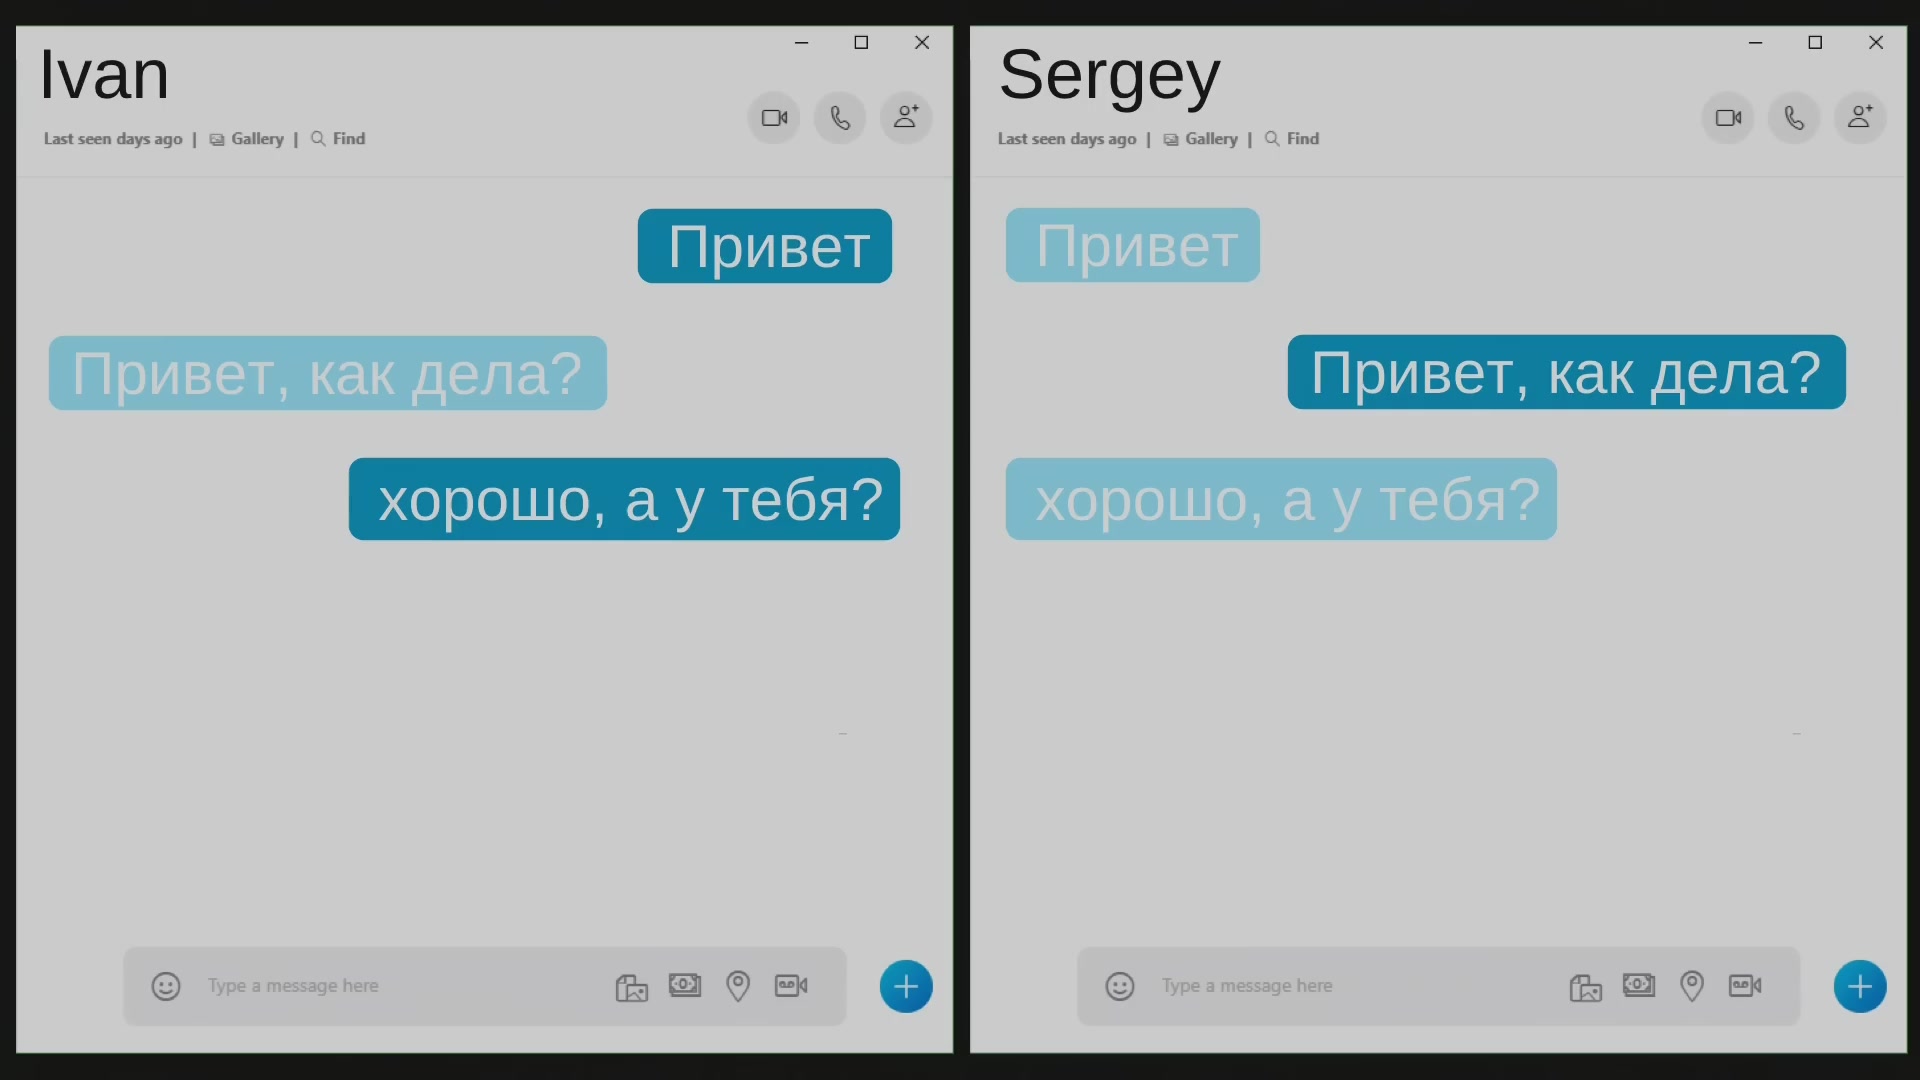 Ivan
Last seen days ago | Gallery | Find
Привет
Привет, как дела?
хорошо, а у тебя?
Type a message here
Sergey
Last seen days ago | Gallery | Find
Привет
Привет, как дела?
хорошо, а у тебя?
Type a message here